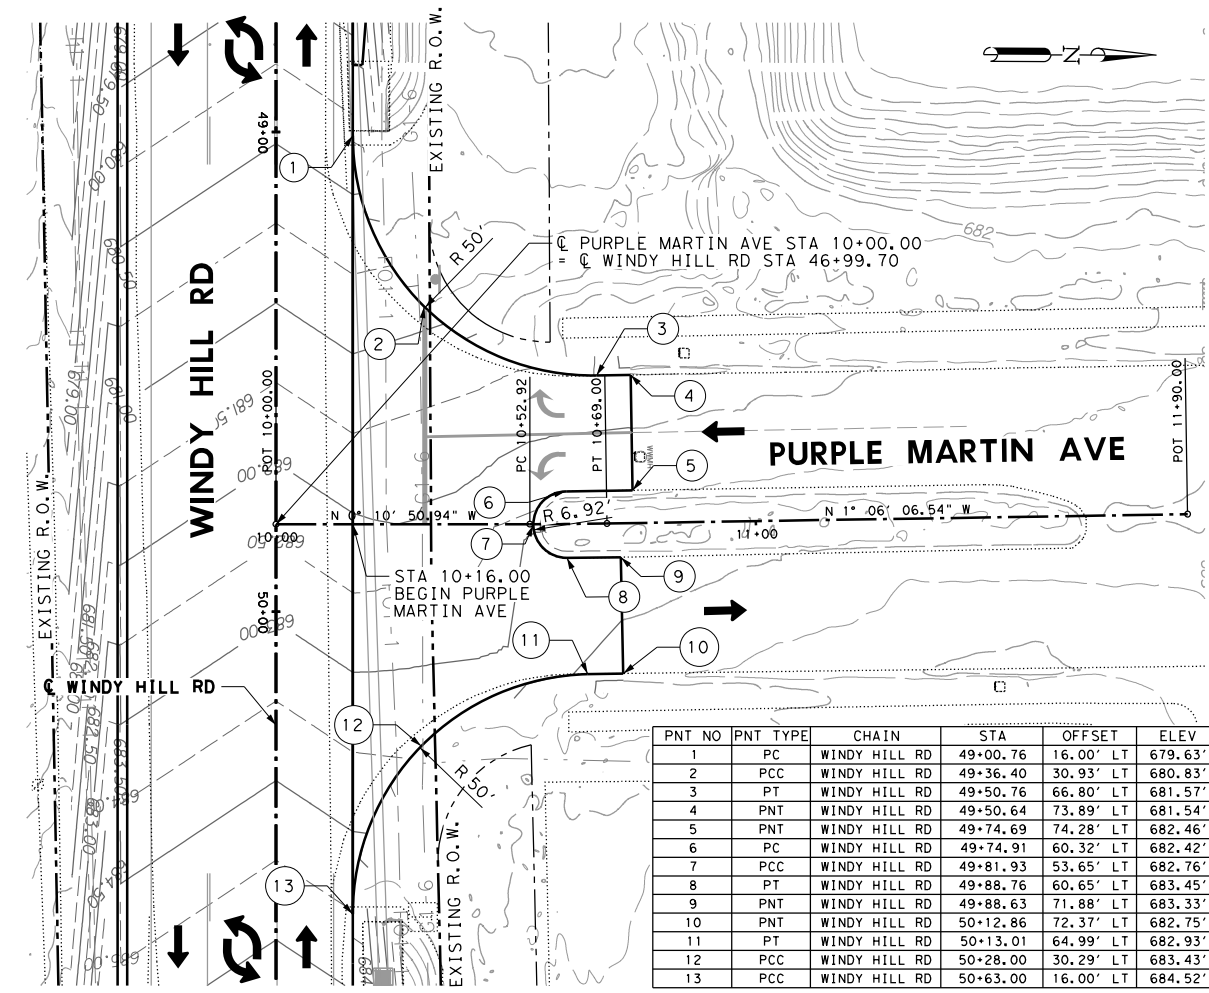 EXISTING R.O.W.
N
49+00
1
R 50'
℄ PURPLE MARTIN AVE STA 10+00.00
= ℄ WINDY HILL RD STA 46+99.70
682
WINDY HILL RD
2
3
4
PC 10+52.92
PT 10+69.00
POT 11+90.00
POT 10+00.00
PURPLE MARTIN AVE
5
6
R 6.92'
N 0° 10' 50.94" W
N 1° 06' 06.54" W
10+00
11+00
7
EXISTING R.O.W.
STA 10+16.00
BEGIN PURPLE
MARTIN AVE
8
9
50+00
11
10
℄ WINDY HILL RD
12
R 50'
13
EXISTING R.O.W.
PNT NO PNT TYPE CHAIN STA OFFSET ELEV
1 PC WINDY HILL RD 49+00.76 16.00' LT 679.63'
2 PCC WINDY HILL RD 49+36.40 30.93' LT 680.83'
3 PT WINDY HILL RD 49+50.76 66.80' LT 681.57'
4 PNT WINDY HILL RD 49+50.64 73.89' LT 681.54'
5 PNT WINDY HILL RD 49+74.69 74.28' LT 682.46'
6 PC WINDY HILL RD 49+74.91 60.32' LT 682.42'
7 PCC WINDY HILL RD 49+81.93 53.65' LT 682.76'
8 PT WINDY HILL RD 49+88.76 60.65' LT 683.45'
9 PNT WINDY HILL RD 49+88.63 71.88' LT 683.33'
10 PNT WINDY HILL RD 50+12.86 72.37' LT 682.75'
11 PT WINDY HILL RD 50+13.01 64.99' LT 682.93'
12 PCC WINDY HILL RD 50+28.00 30.29' LT 683.43'
13 PCC WINDY HILL RD 50+63.00 16.00' LT 684.52'